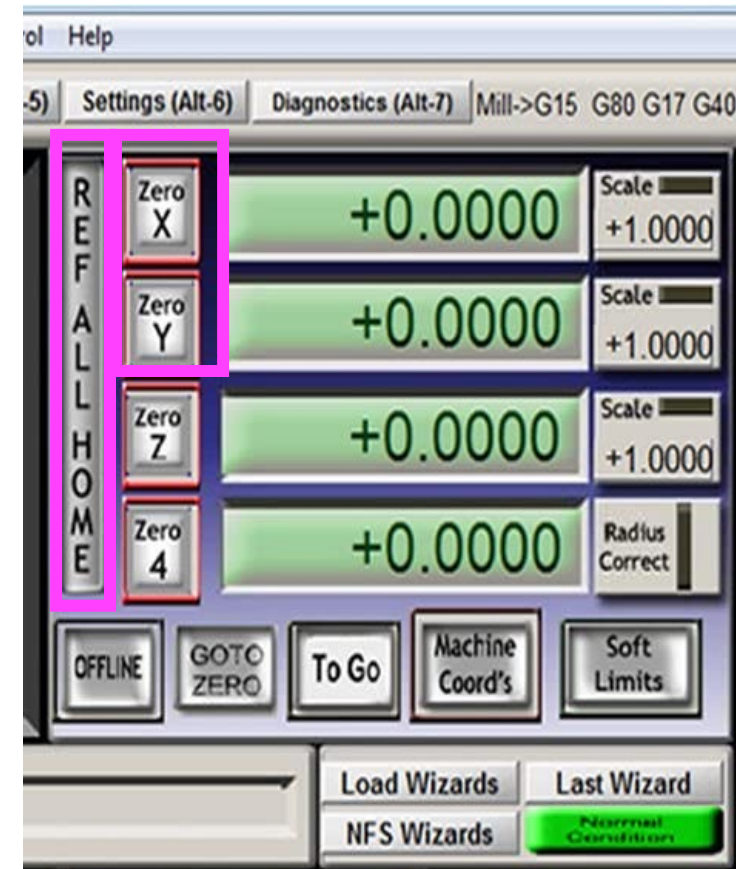 ol Help
-5) Settings (Alt-6) Diagnostics (Alt-7) Mill->G15 G80 G17 G40
REF ALL HOME
Zero X +0.0000 Scale +1.0000
Zero Y +0.0000 Scale +1.0000
Zero Z +0.0000 Scale +1.0000
Zero 4 +0.0000 Radius Correct
OFFLINE GOTO ZERO To Go Machine Coord's Soft Limits
Load Wizards Last Wizard
NFS Wizards Normal Condition